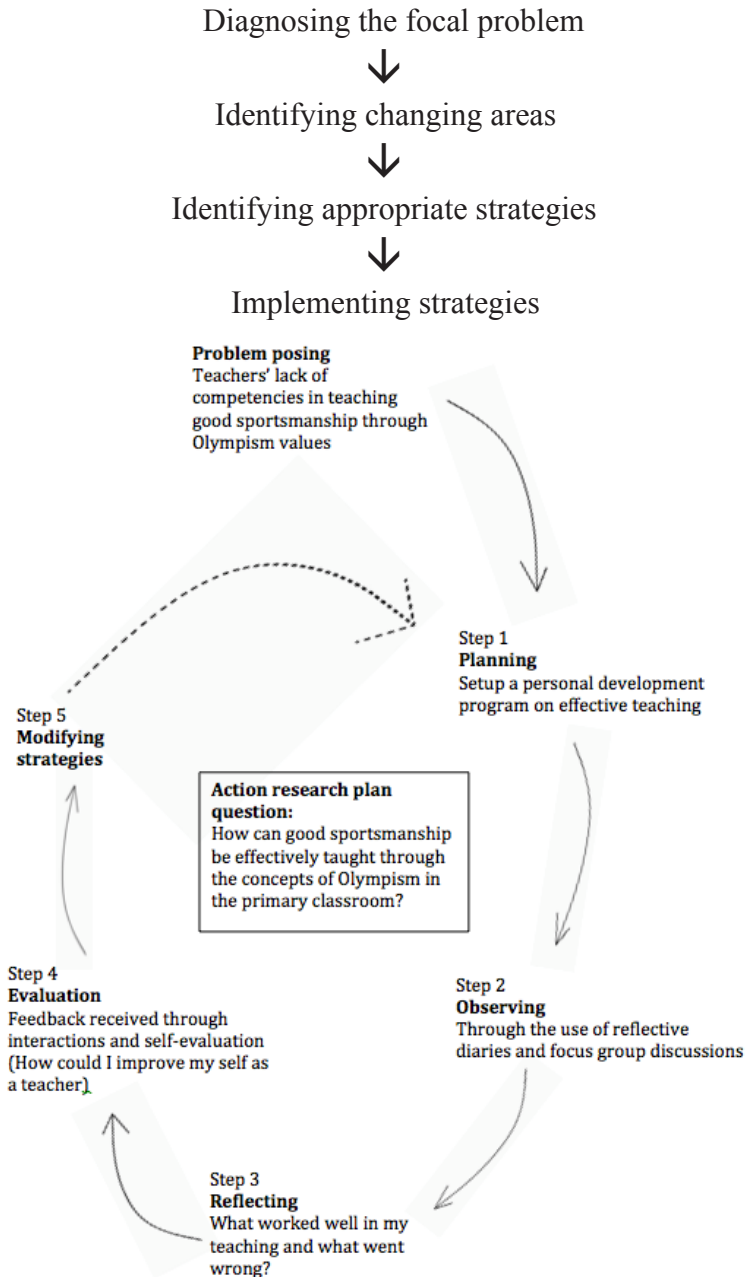 Diagnosing the focal problem
↓
Identifying changing areas
↓
Identifying appropriate strategies
↓
Implementing strategies
Problem posing
Teachers' lack of
competencies in teaching
good sportsmanship through
Olympism values
Step 1
Planning
Setup a personal development
program on effective teaching
Step 2
Observing
Through the use of reflective
diaries and focus group discussions
Step 3
Reflecting
What worked well in my
teaching and what went
wrong?
Step 4
Evaluation
Feedback received through
interactions and self-evaluation
(How could I improve my self as
a teacher)
Step 5
Modifying
strategies
Action research plan
question:
How can good sportsmanship
be effectively taught through
the concepts of Olympism in
the primary classroom?